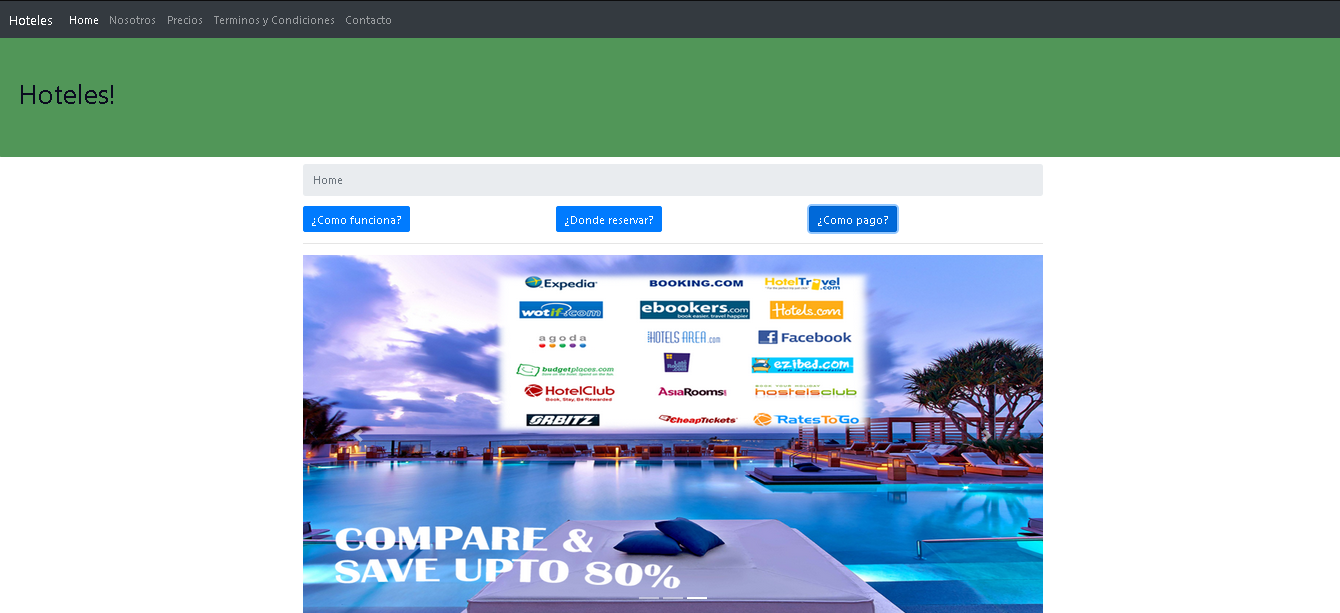 Hoteles Home Nosotros Precios Terminos y Condiciones Contacto
Hoteles!
Home
¿Como funciona? ¿Donde reservar? ¿Como pago?
Expedia BOOKING.COM HotelTravel.com
wotif.com ebookers.com Hotels.com
book easier. travel happier
agoda HOTELS AREA.com Facebook
budgetplaces.com ezibed.com
HotelClub AsiaRooms hostelsclub
Book, Stay, Be Rewarded
ORBITZ CheapTickets RatesToGo
COMPARE &
SAVE UPTO 80%